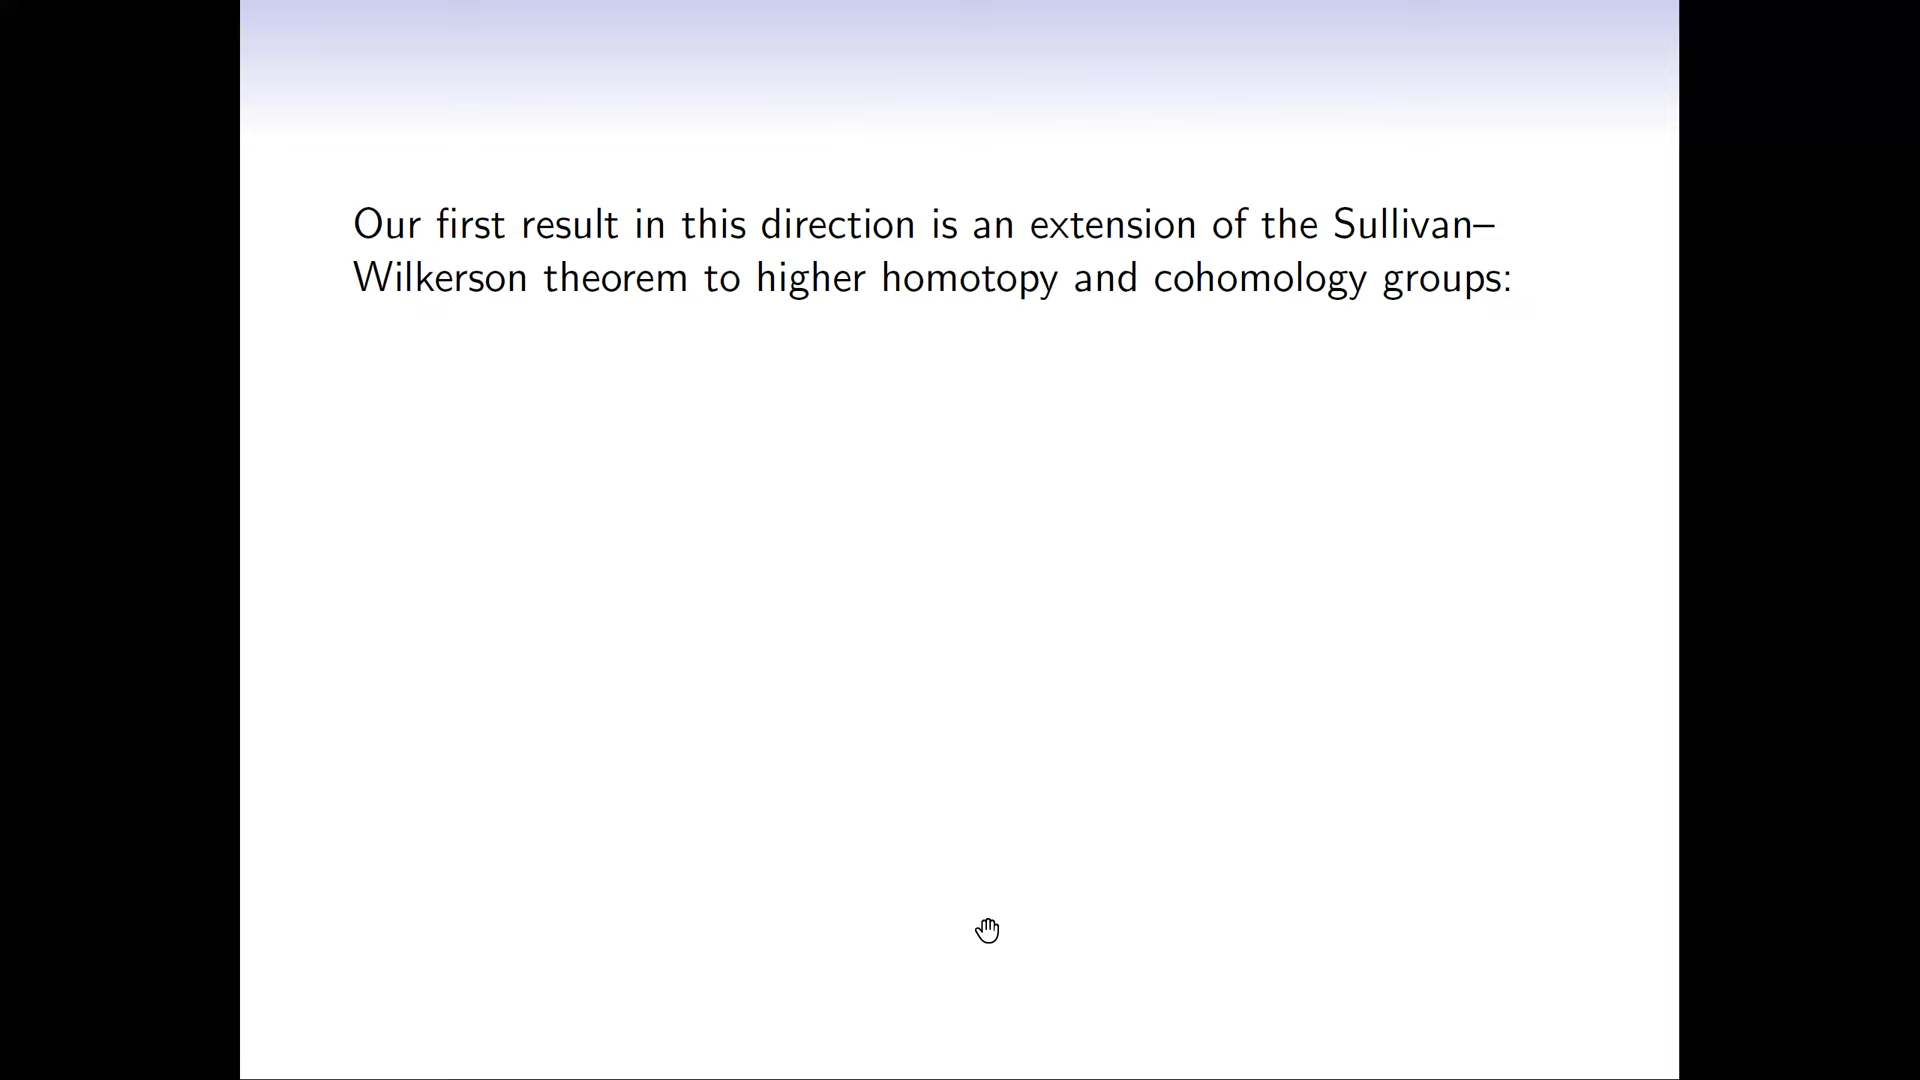 Our first result in this direction is an extension of the Sullivan–
Wilkerson theorem to higher homotopy and cohomology groups: